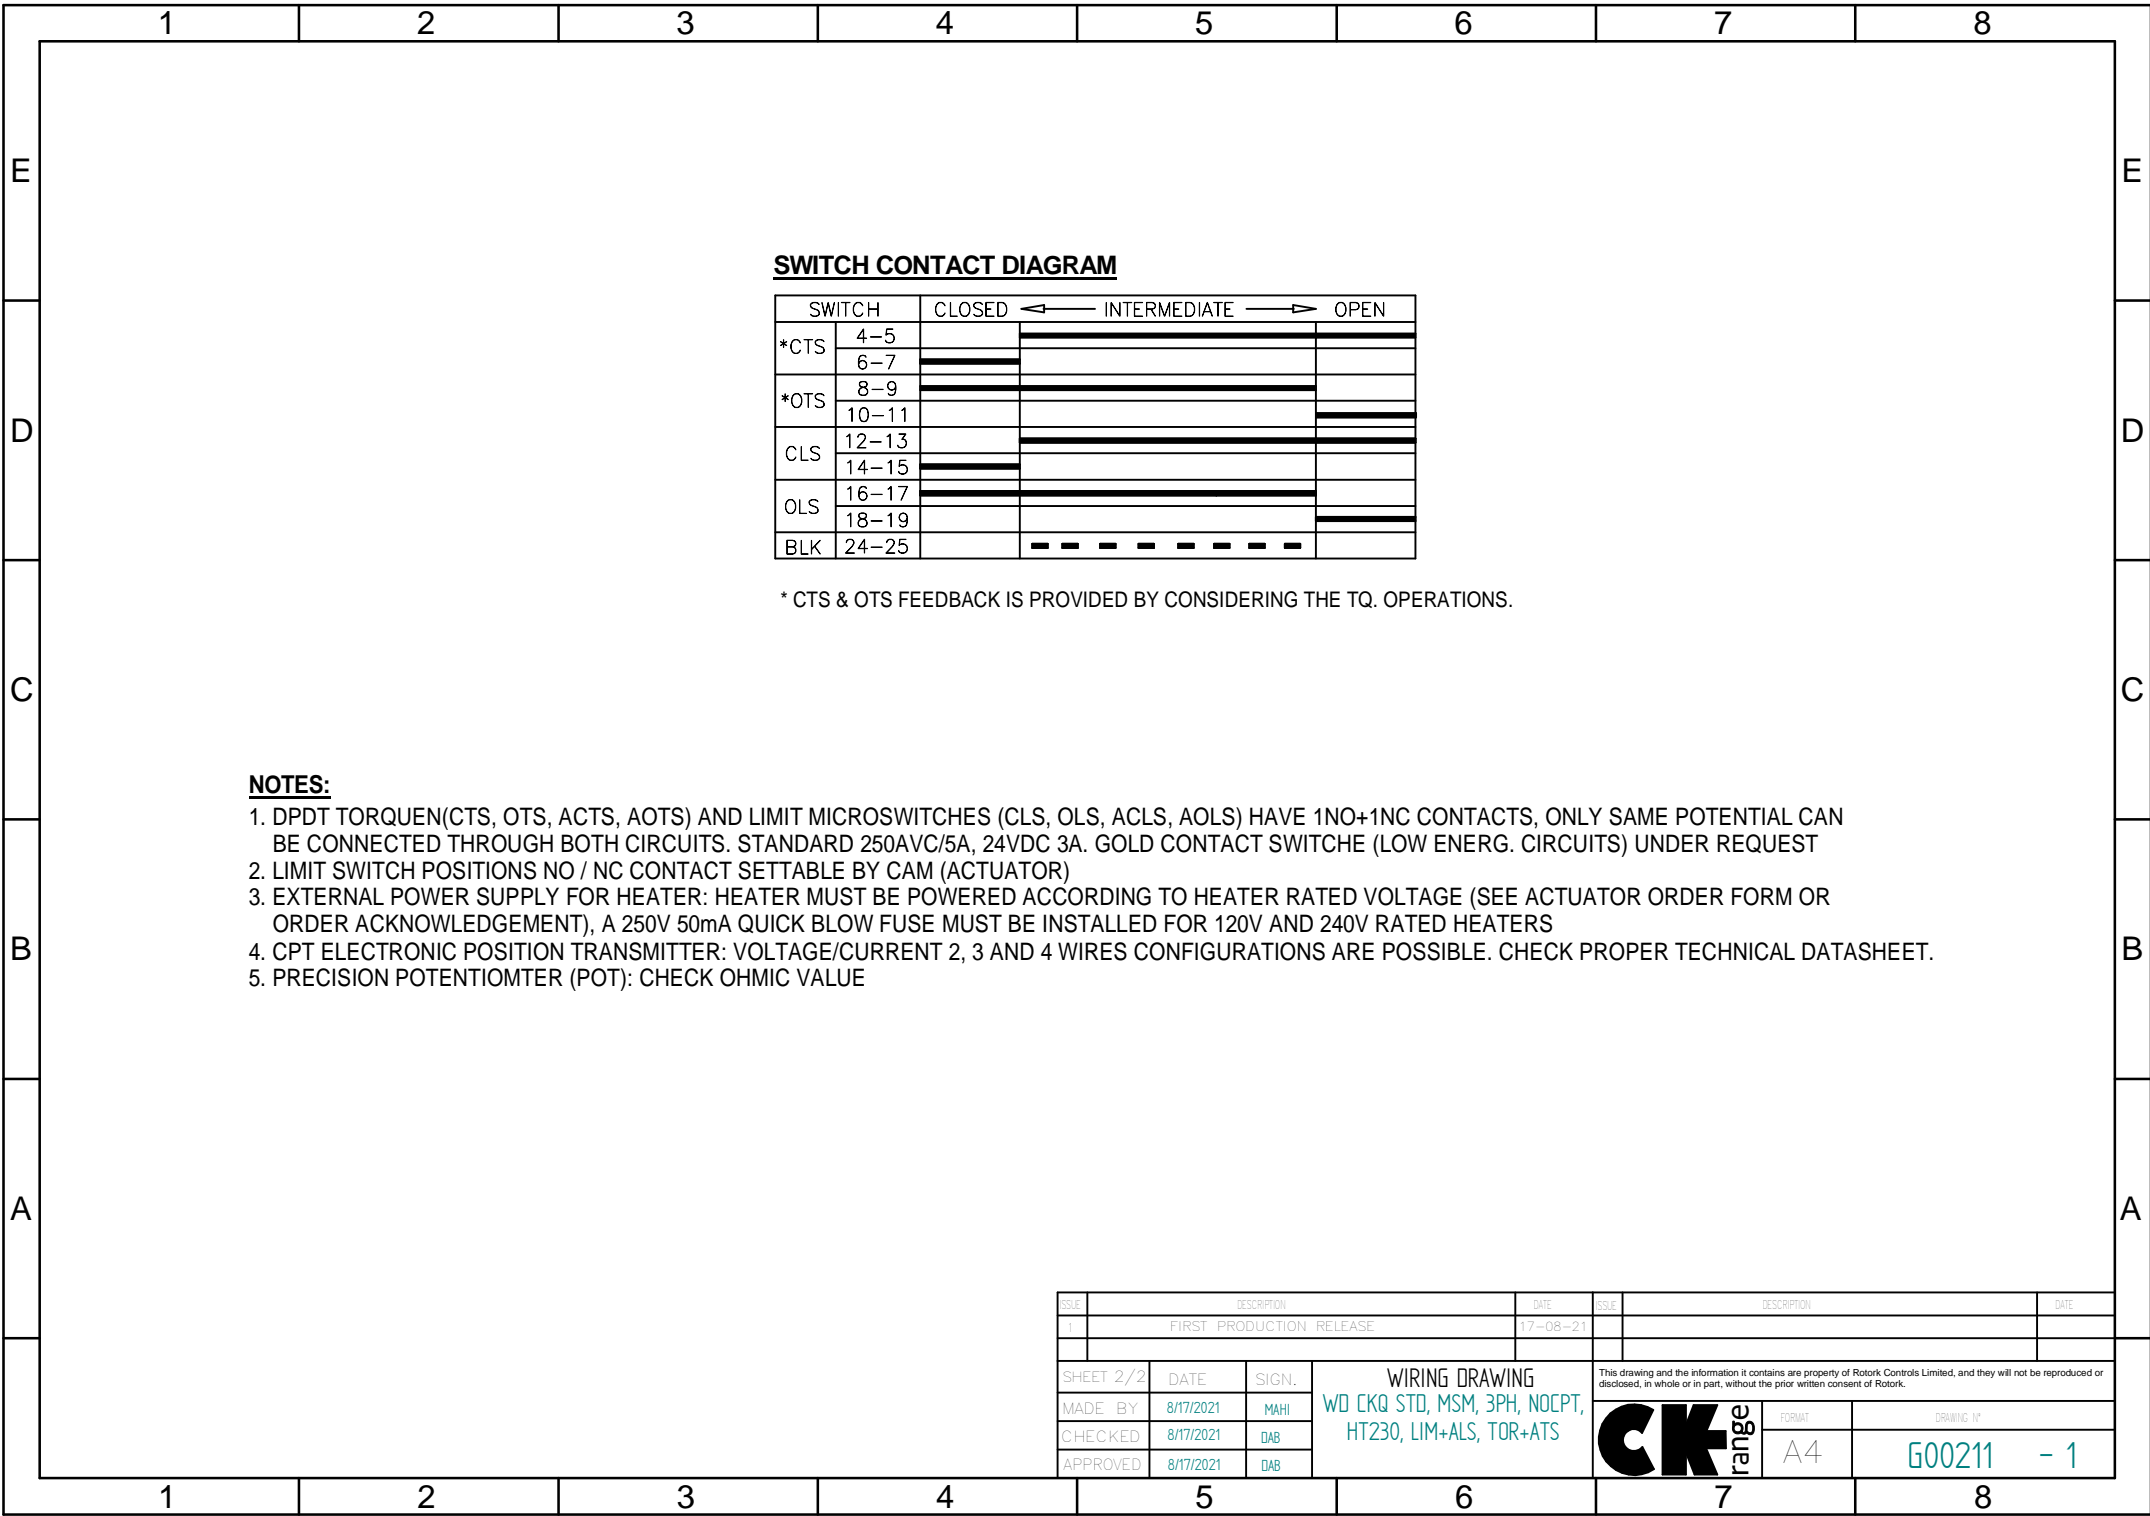 1 2 3 4 5 6 7 8
E E
SWITCH CONTACT DIAGRAM
SWITCH CLOSED INTERMEDIATE OPEN
*CTS 4-5
6-7
*OTS 8-9
10-11
D D
CLS 12-13
14-15
OLS 16-17
18-19
BLK 24-25
* CTS & OTS FEEDBACK IS PROVIDED BY CONSIDERING THE TQ. OPERATIONS.
C C
NOTES:
1. DPDT TORQUEN(CTS, OTS, ACTS, AOTS) AND LIMIT MICROSWITCHES (CLS, OLS, ACLS, AOLS) HAVE 1NO+1NC CONTACTS, ONLY SAME POTENTIAL CAN
BE CONNECTED THROUGH BOTH CIRCUITS. STANDARD 250AVC/5A, 24VDC 3A. GOLD CONTACT SWITCHE (LOW ENERG. CIRCUITS) UNDER REQUEST
2. LIMIT SWITCH POSITIONS NO / NC CONTACT SETTABLE BY CAM (ACTUATOR)
3. EXTERNAL POWER SUPPLY FOR HEATER: HEATER MUST BE POWERED ACCORDING TO HEATER RATED VOLTAGE (SEE ACTUATOR ORDER FORM OR
ORDER ACKNOWLEDGEMENT), A 250V 50mA QUICK BLOW FUSE MUST BE INSTALLED FOR 120V AND 240V RATED HEATERS
B B
4. CPT ELECTRONIC POSITION TRANSMITTER: VOLTAGE/CURRENT 2, 3 AND 4 WIRES CONFIGURATIONS ARE POSSIBLE. CHECK PROPER TECHNICAL DATASHEET.
5. PRECISION POTENTIOMTER (POT): CHECK OHMIC VALUE
A A
ISSUE DESCRIPTION DATE ISSUE DESCRIPTION DATE
1 FIRST PRODUCTION RELEASE 17-08-21
SHEET 2/2 DATE SIGN.
MADE BY 8/17/2021 MAHI
CHECKED 8/17/2021 DAB
APPROVED 8/17/2021 DAB
WIRING DRAWING
WD CKQ STD, MSM, 3PH, NOCPT,
HT230, LIM+ALS, TOR+ATS
This drawing and the information it contains are property of Rotork Controls Limited, and they will not be reproduced or
disclosed, in whole or in part, without the prior written consent of Rotork.
CK range
FORMAT
A4
DRAWING N°
G00211 - 1
1 2 3 4 5 6 7 8